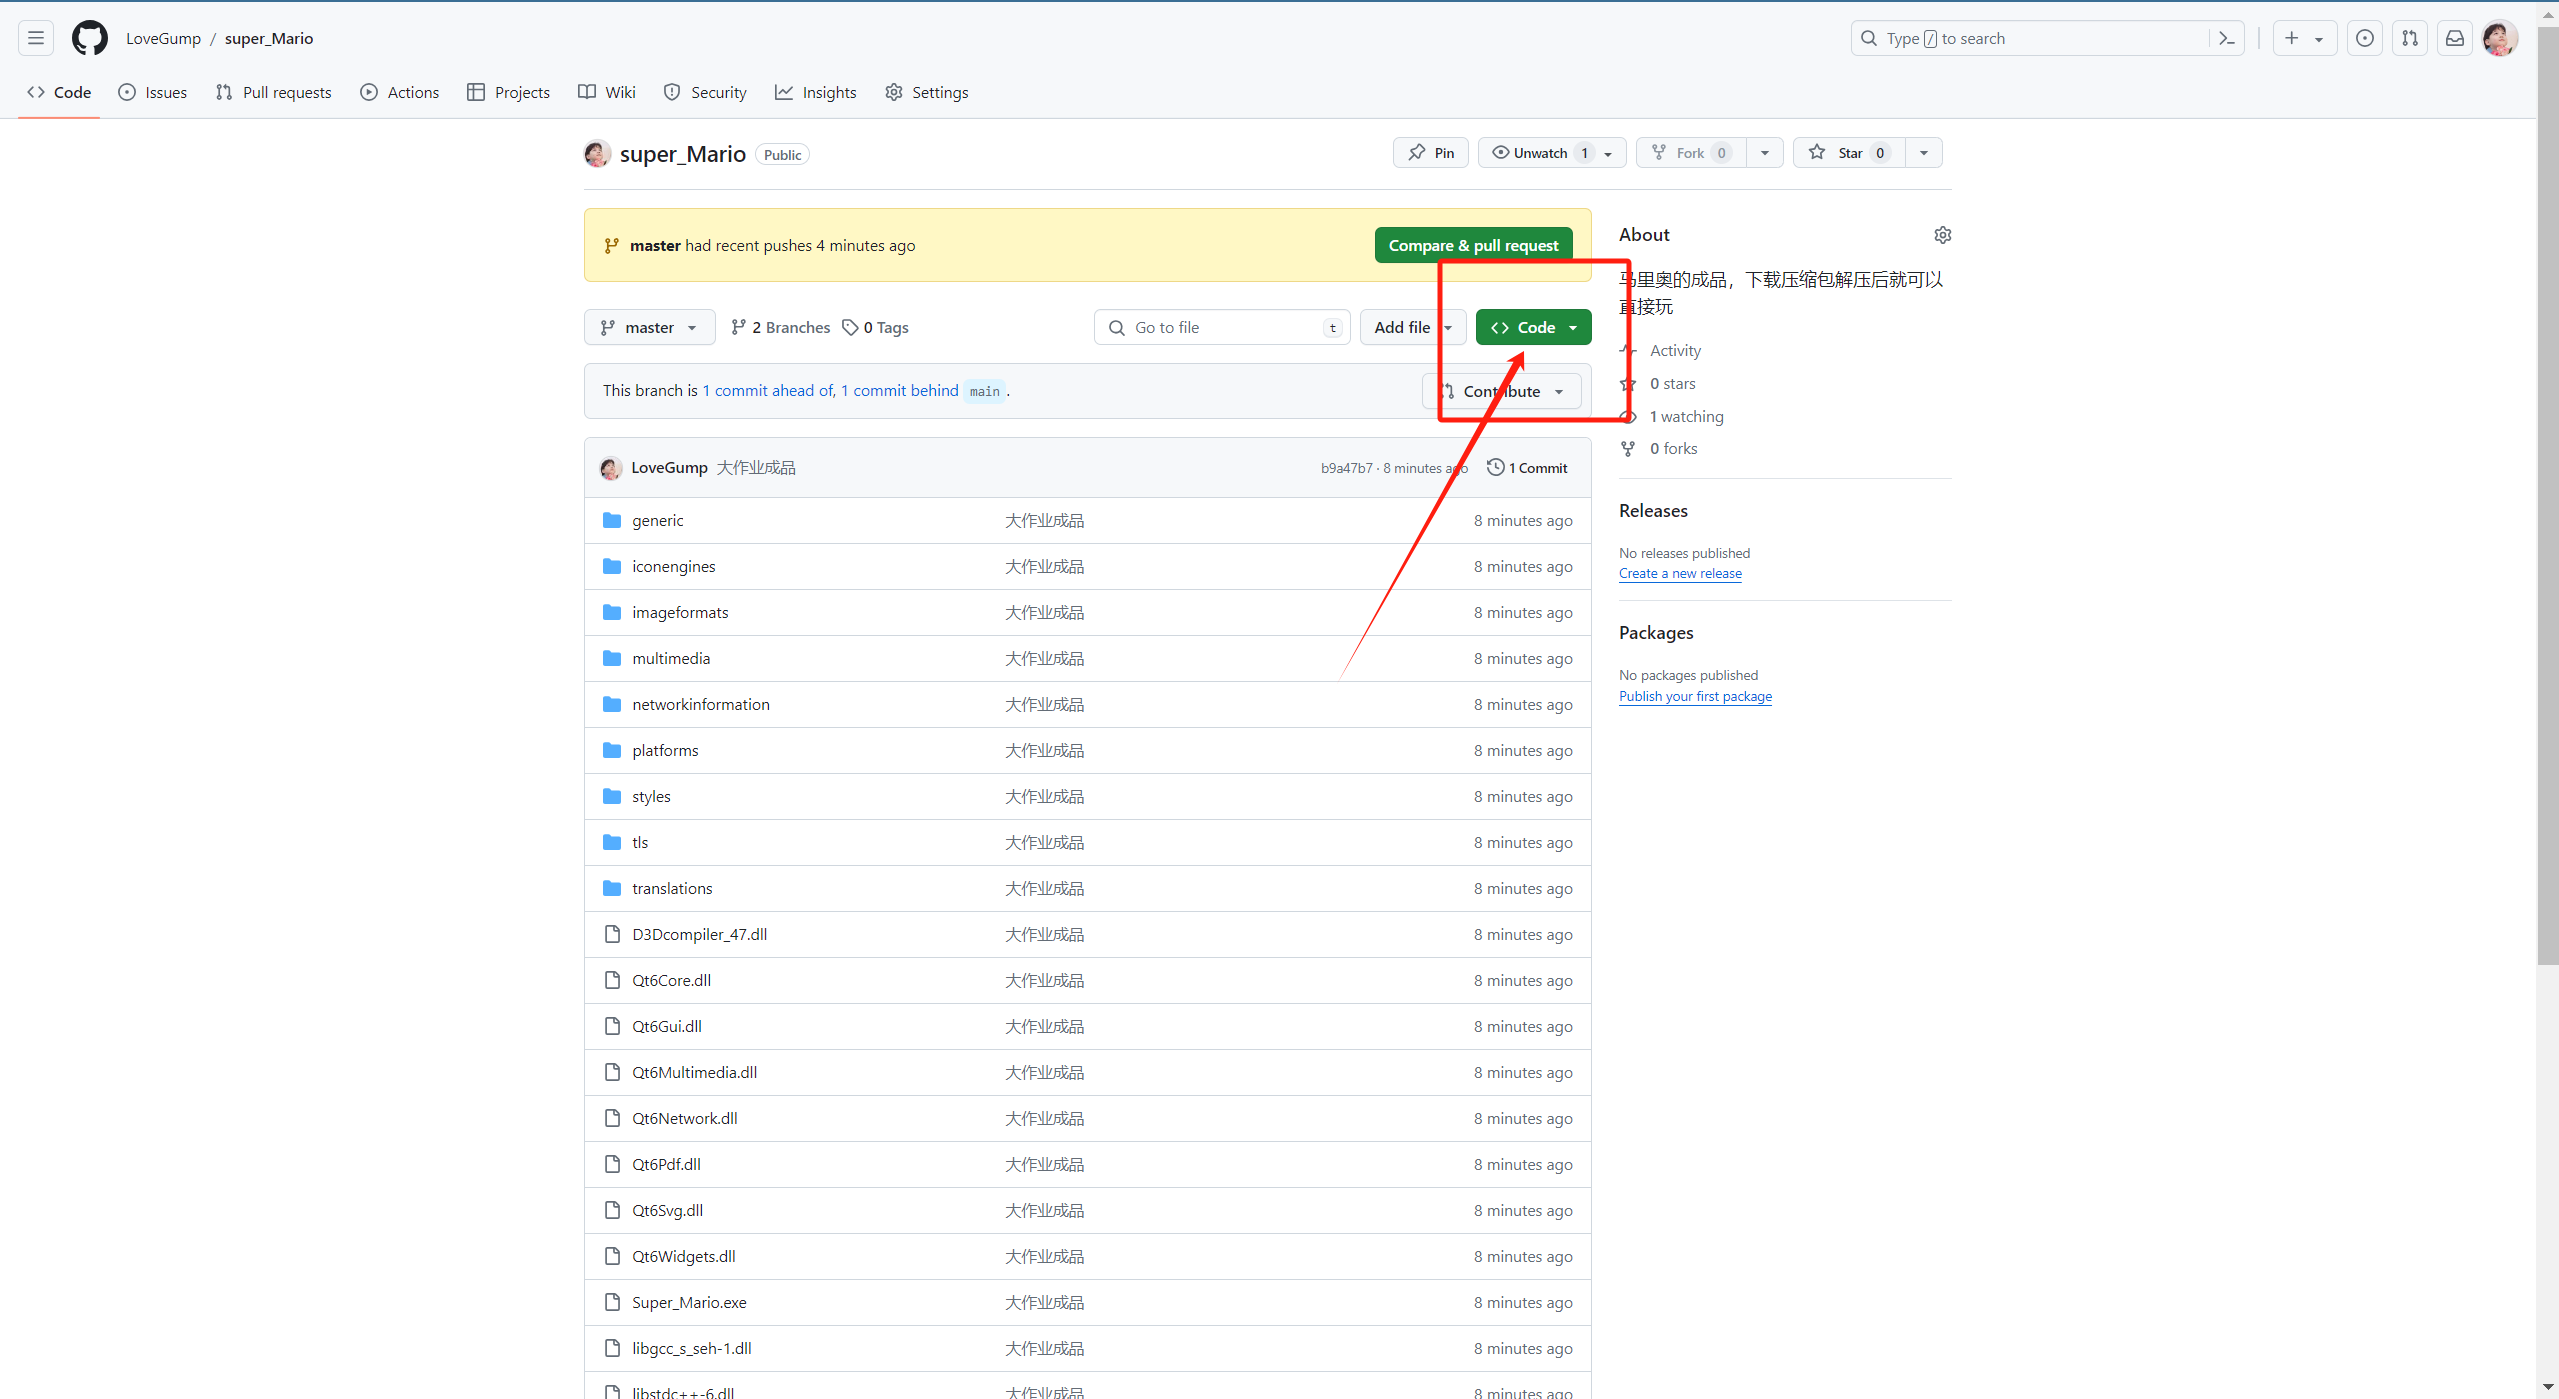 LoveGump / super_Mario
Type / to search
Code Issues Pull requests Actions Projects Wiki Security Insights Settings
super_Mario Public
Pin Unwatch 1 Fork 0 Star 0
master had recent pushes 4 minutes ago
Compare & pull request
master 2 Branches 0 Tags
Go to file t
Add file Code
This branch is 1 commit ahead of, 1 commit behind main .
Contribute
LoveGump 大作业成品 b9a47b7 · 8 minutes ago 1 Commit
generic 大作业成品 8 minutes ago
iconengines 大作业成品 8 minutes ago
imageformats 大作业成品 8 minutes ago
multimedia 大作业成品 8 minutes ago
networkinformation 大作业成品 8 minutes ago
platforms 大作业成品 8 minutes ago
styles 大作业成品 8 minutes ago
tls 大作业成品 8 minutes ago
translations 大作业成品 8 minutes ago
D3Dcompiler_47.dll 大作业成品 8 minutes ago
Qt6Core.dll 大作业成品 8 minutes ago
Qt6Gui.dll 大作业成品 8 minutes ago
Qt6Multimedia.dll 大作业成品 8 minutes ago
Qt6Network.dll 大作业成品 8 minutes ago
Qt6Pdf.dll 大作业成品 8 minutes ago
Qt6Svg.dll 大作业成品 8 minutes ago
Qt6Widgets.dll 大作业成品 8 minutes ago
Super_Mario.exe 大作业成品 8 minutes ago
libgcc_s_seh-1.dll 大作业成品 8 minutes ago
libstdc++-6.dll 大作业成品 8 minutes ago
About
马里奥的成品，下载压缩包解压后就可以
直接玩
Activity
0 stars
1 watching
0 forks
Releases
No releases published
Create a new release
Packages
No packages published
Publish your first package